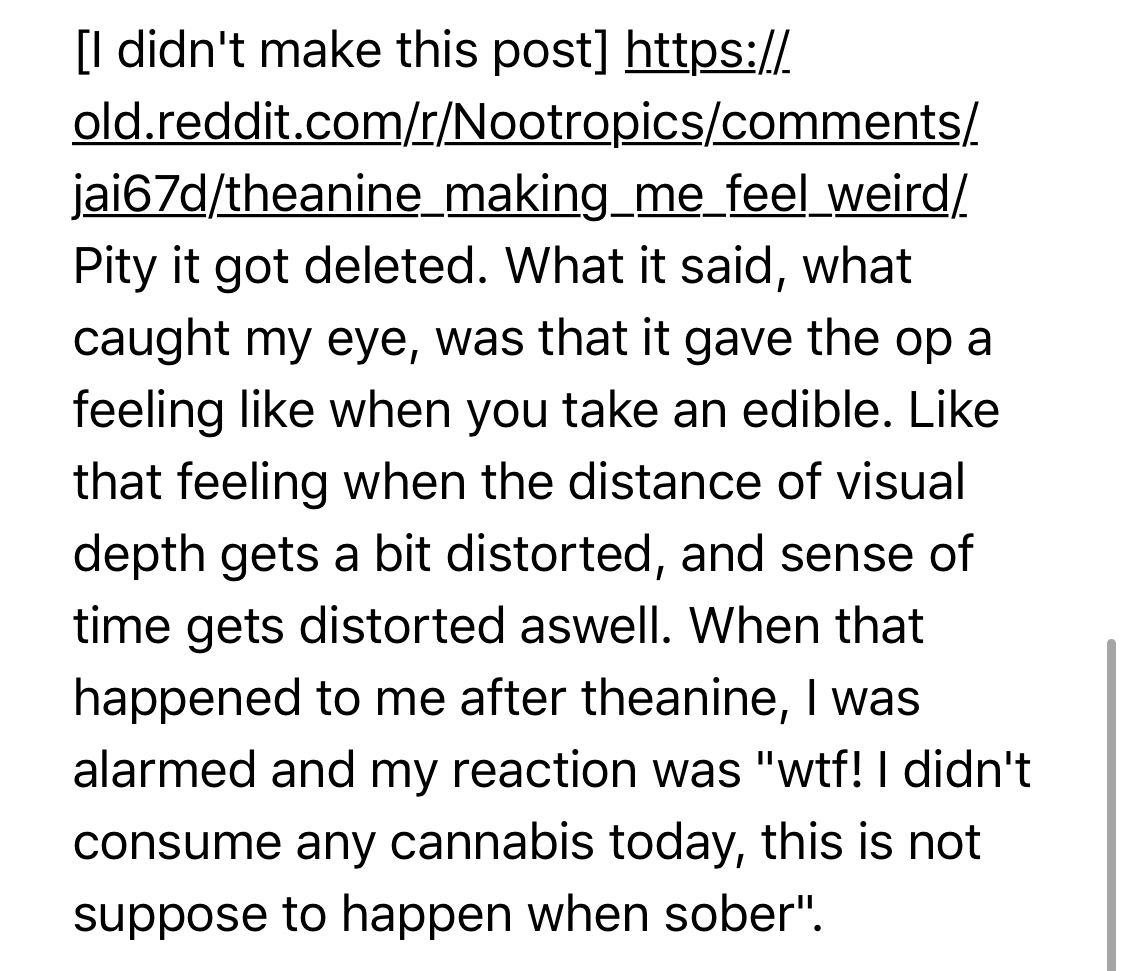 [I didn't make this post] https://
old.reddit.com/r/Nootropics/comments/
jai67d/theanine_making_me_feel_weird/
Pity it got deleted. What it said, what
caught my eye, was that it gave the op a
feeling like when you take an edible. Like
that feeling when the distance of visual
depth gets a bit distorted, and sense of
time gets distorted aswell. When that
happened to me after theanine, I was
alarmed and my reaction was "wtf! I didn't
consume any cannabis today, this is not
suppose to happen when sober".